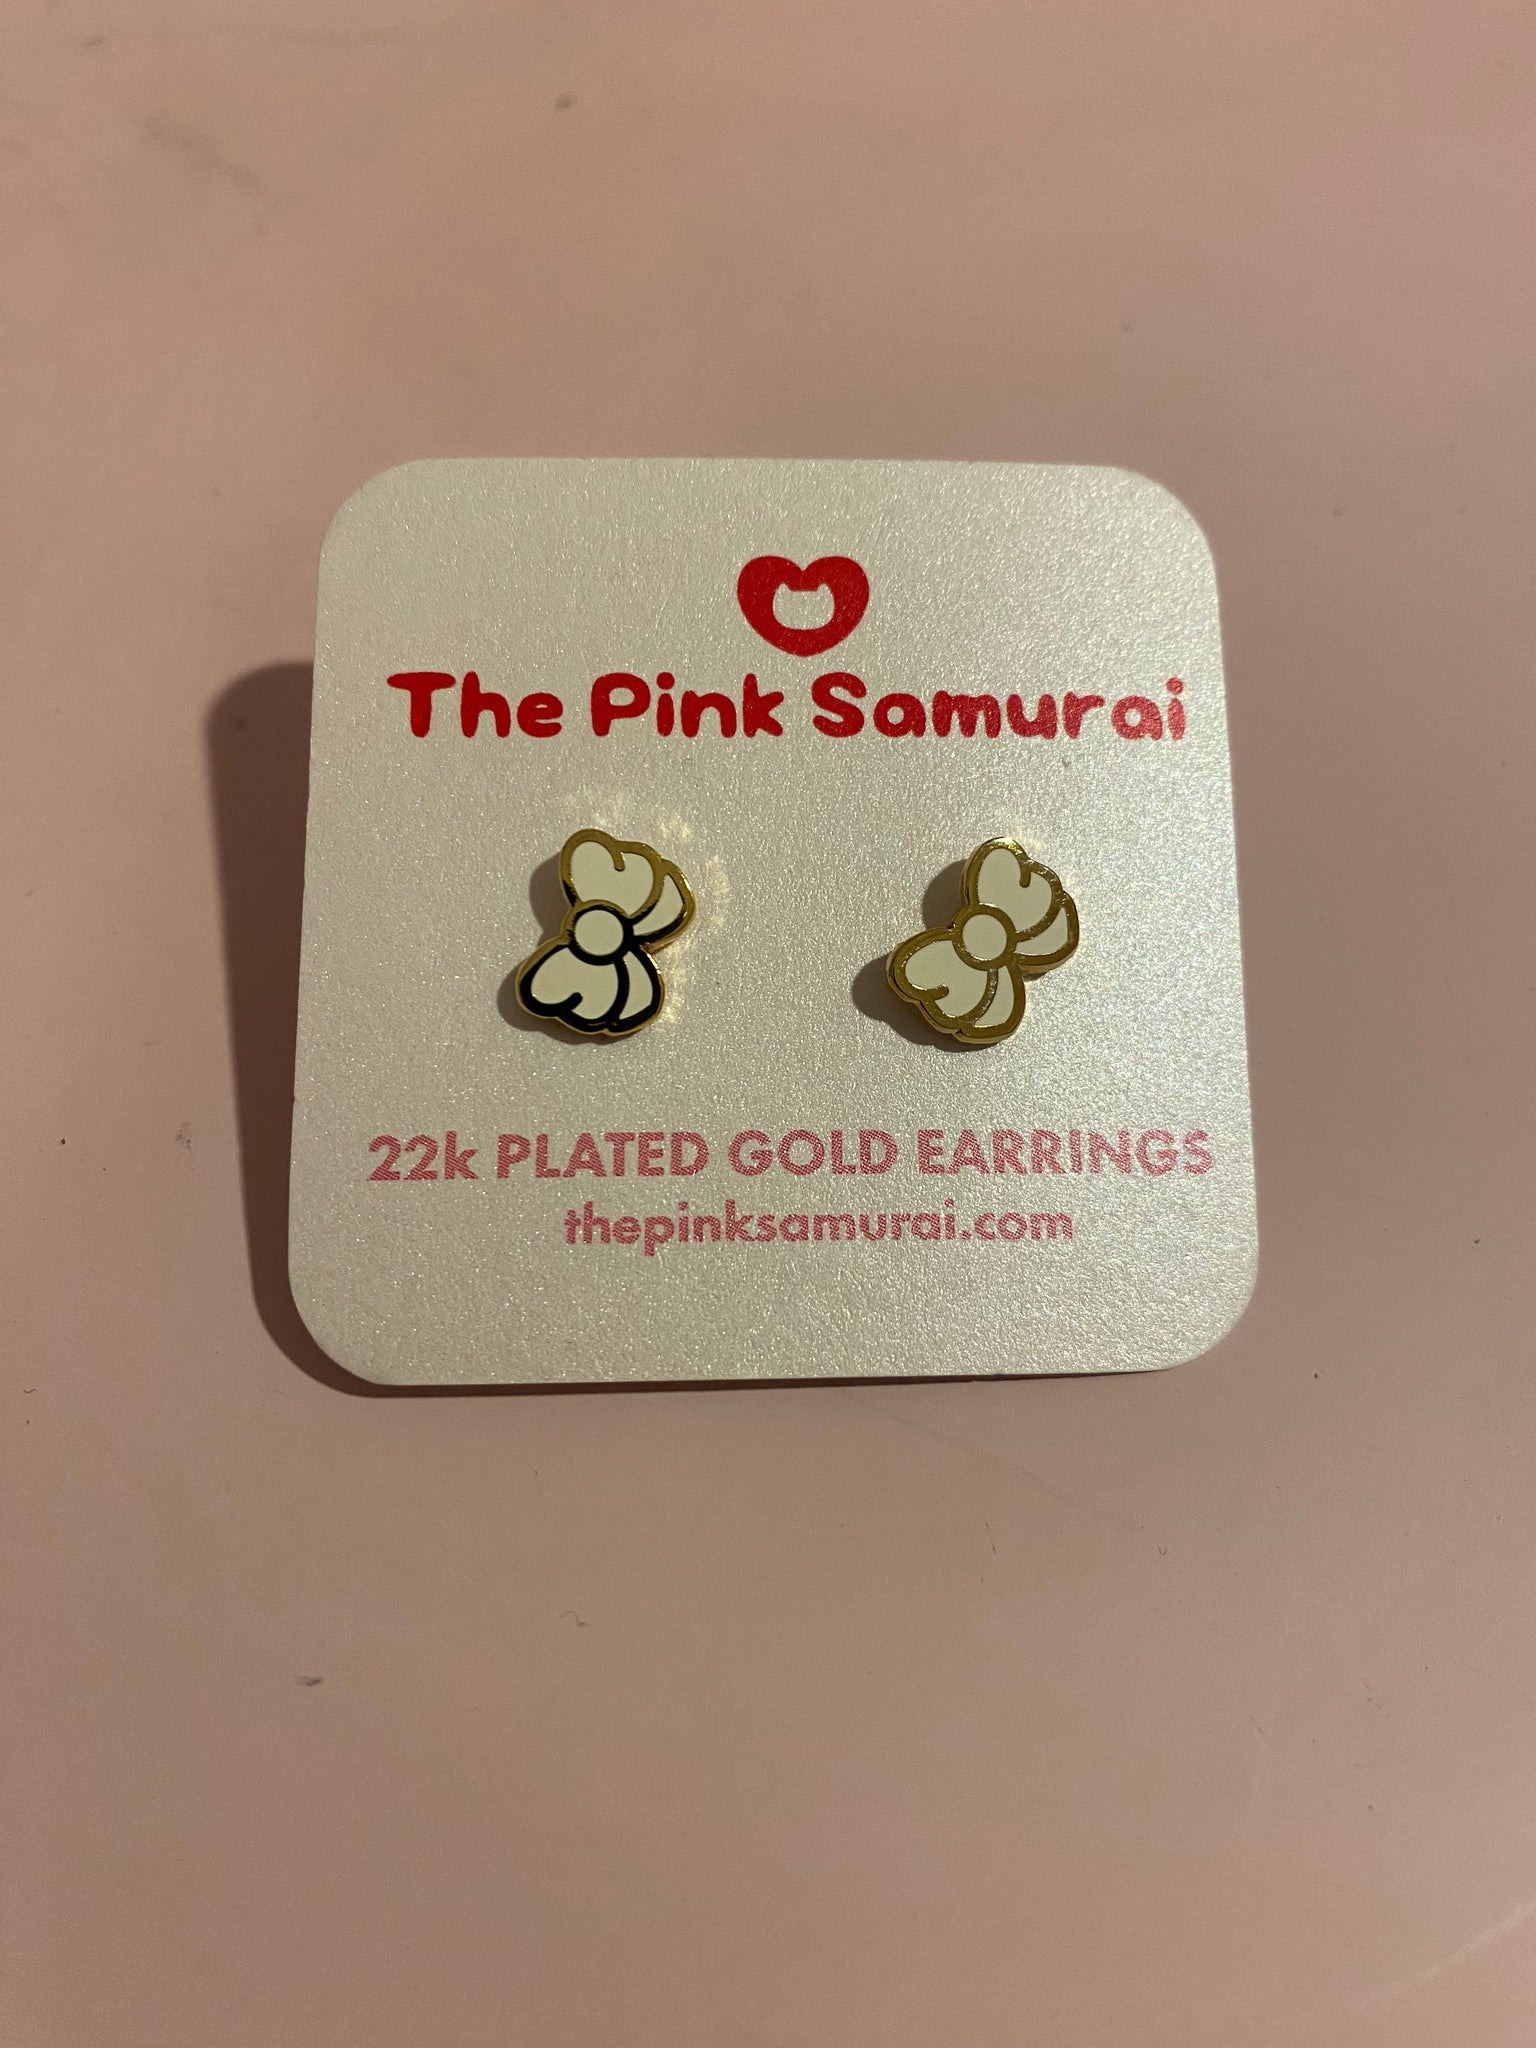 The Pink Samurai
22k PLATED GOLD EARRINGS
thepinksamurai.com